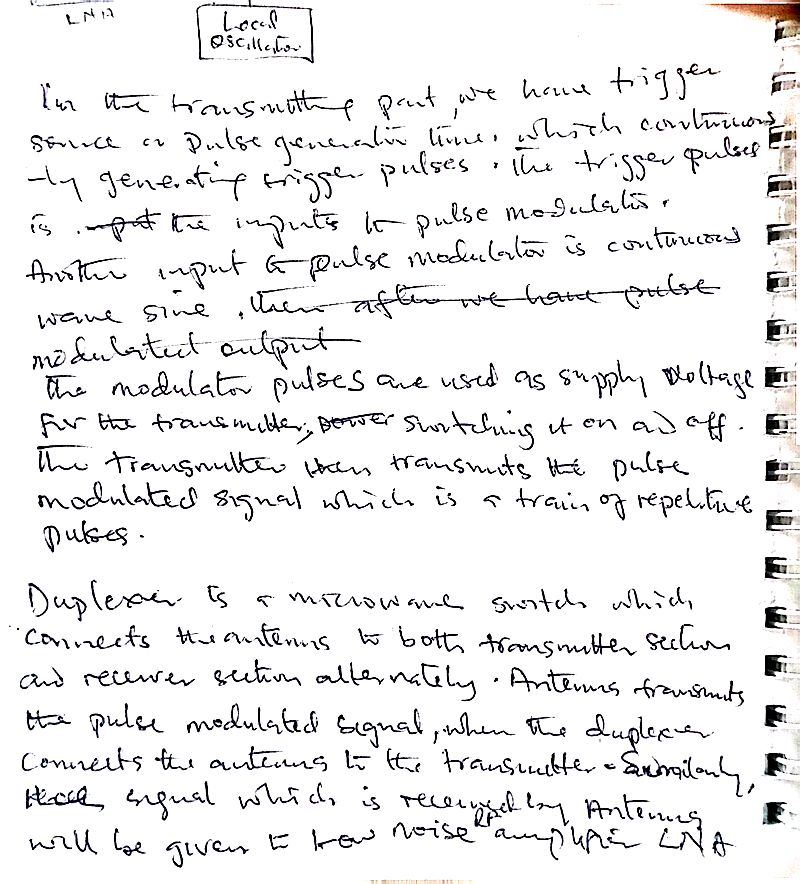 LNA
Local
Oscillator
In the transmitting part, we have trigger
source or pulse generator time, which continuous
-ly generating trigger pulses. The trigger pulses
is input the inputs to pulse modulator.
Another input to pulse modulator is continuous
wave sine, then after we have pulse
modulated output
The modulator pulses are used as supply voltage
for the transmitter, power switching it on ad off.
The transmitter then transmits the pulse
modulated signal which is a train of repetitive
pulses.
Duplexer is a microwave switch which
connects the antenna to both transmitter section
and receiver section alternately. Antenna transmits
the pulse modulated signal, when the duplexer
connects the antenna to the transmitter. Similarly,
signal which is received by Antenna
will be given to low noise RF amplifier LNA